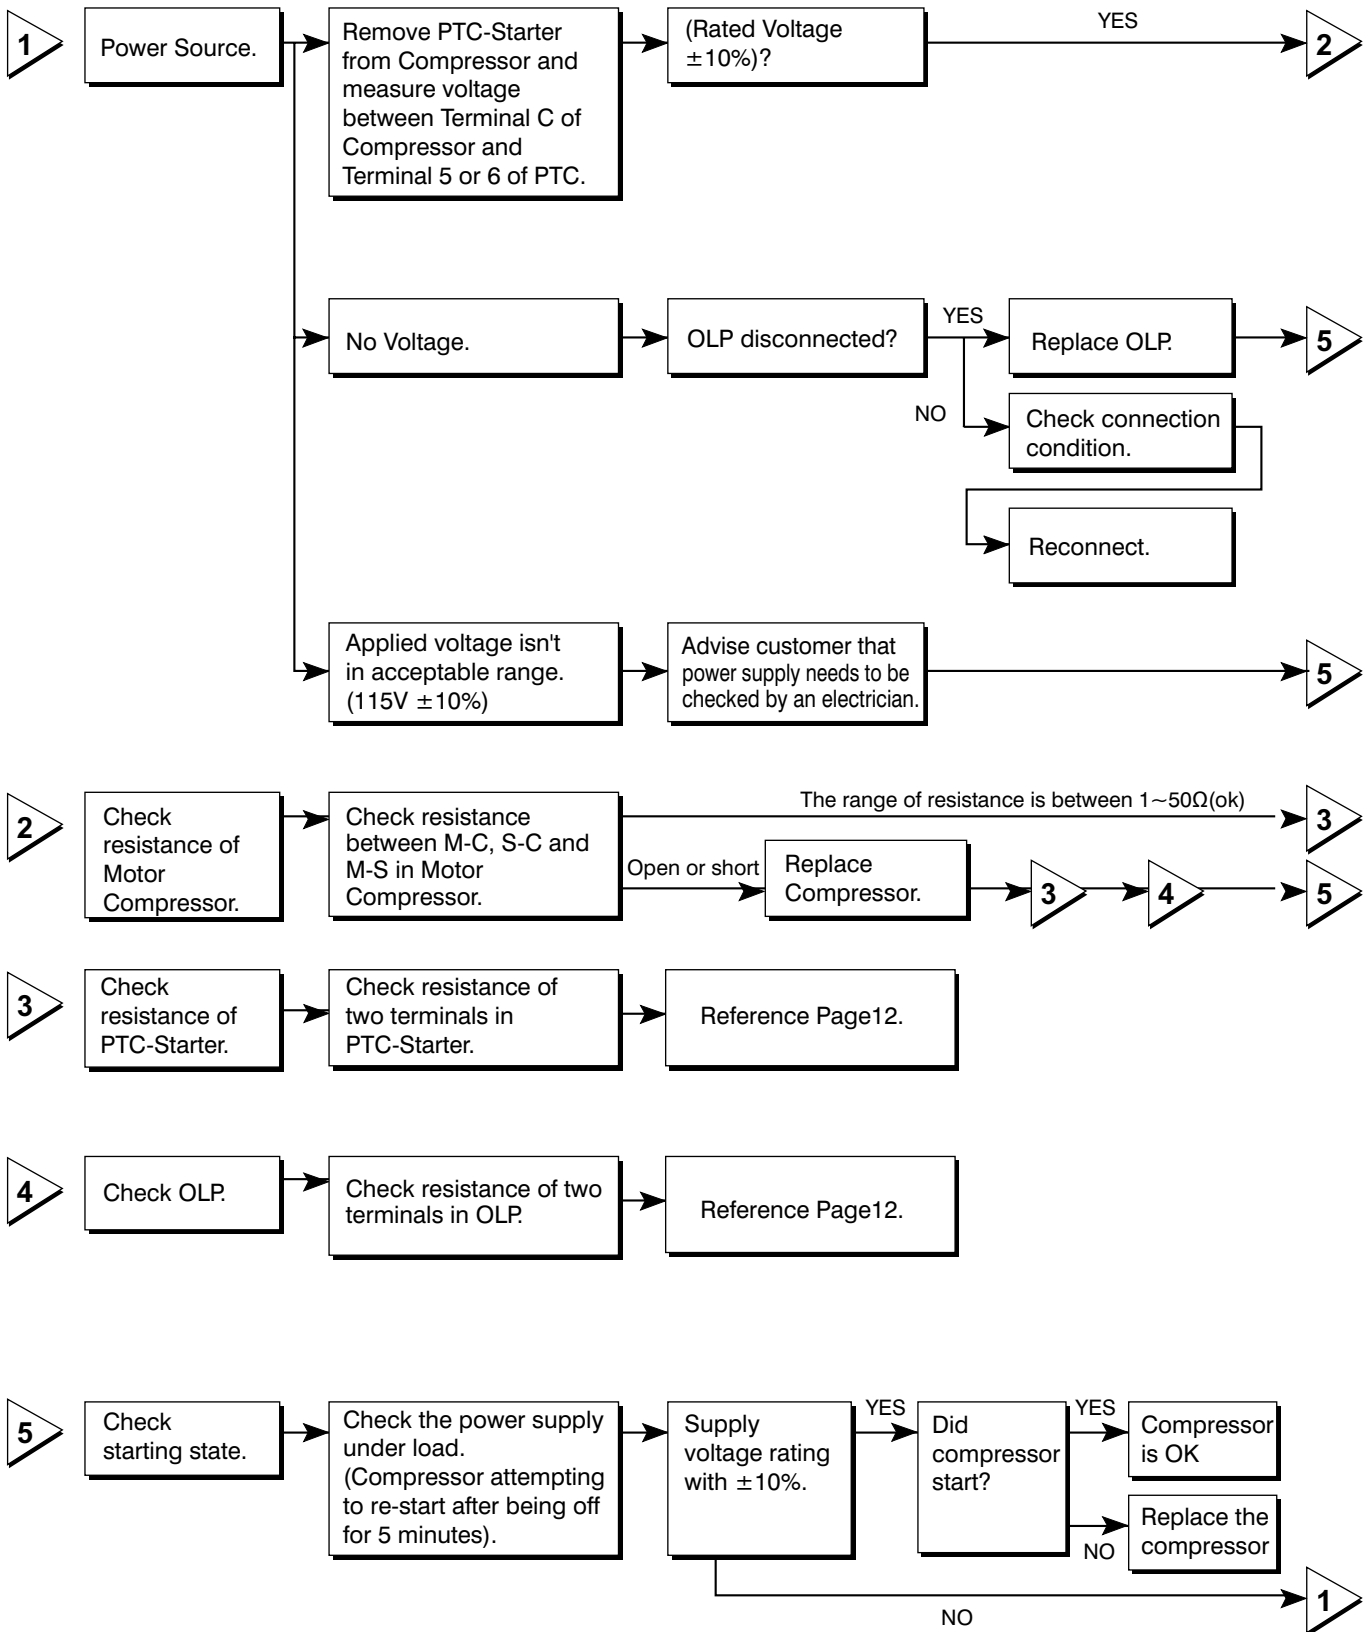 1
Power Source.
Remove PTC-Starter
from Compressor and
measure voltage
between Terminal C of
Compressor and
Terminal 5 or 6 of PTC.
(Rated Voltage
±10%)?
YES
2
No Voltage.
OLP disconnected?
YES
Replace OLP.
5
NO
Check connection
condition.
Reconnect.
Applied voltage isn't
in acceptable range.
(115V ±10%)
Advise customer that
power supply needs to be
checked by an electrician.
5
2
Check
resistance of
Motor
Compressor.
Check resistance
between M-C, S-C and
M-S in Motor
Compressor.
The range of resistance is between 1~50Ω(ok)
3
Open or short
Replace
Compressor.
3
4
5
3
Check
resistance of
PTC-Starter.
Check resistance of
two terminals in
PTC-Starter.
Reference Page12.
4
Check OLP.
Check resistance of two
terminals in OLP.
Reference Page12.
5
Check
starting state.
Check the power supply
under load.
(Compressor attempting
to re-start after being off
for 5 minutes).
Supply
voltage rating
with ±10%.
YES
Did
compressor
start?
YES
Compressor
is OK
NO
Replace the
compressor
NO
1